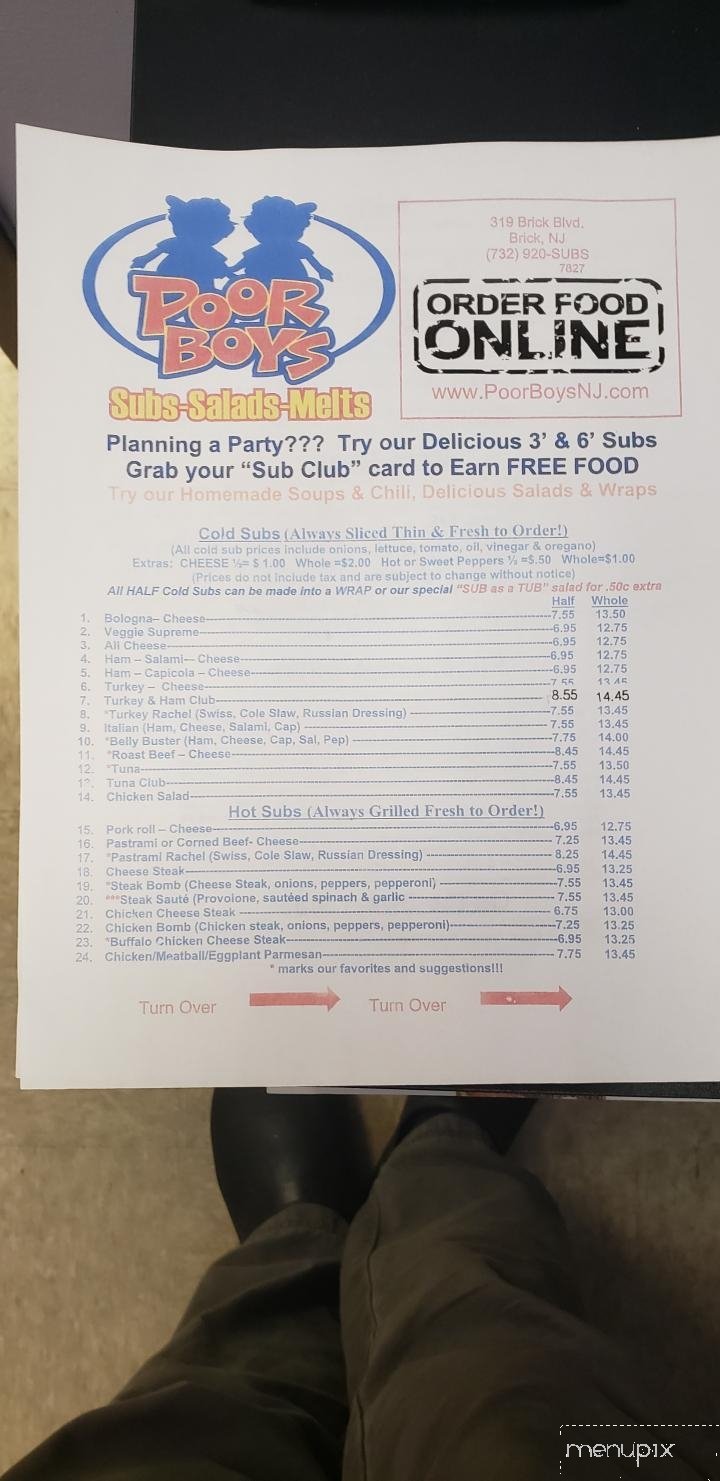 POOR
BOYS
Subs-Salads-Melts
319 Brick Blvd.
Brick, NJ
(732) 920-SUBS
7827
ORDER FOOD
ONLINE
www.PoorBoysNJ.com
Planning a Party??? Try our Delicious 3' & 6' Subs
Grab your "Sub Club" card to Earn FREE FOOD
Try our Homemade Soups & Chili, Delicious Salads & Wraps
Cold Subs (Always Sliced Thin & Fresh to Order!)
(All cold sub prices include onions, lettuce, tomato, oil, vinegar & oregano)
Extras: CHEESE ½= $ 1.00 Whole =$2.00 Hot or Sweet Peppers ½ =$.50 Whole=$1.00
(Prices do not include tax and are subject to change without notice)
All HALF Cold Subs can be made into a WRAP or our special "SUB as a TUB" salad for .50c extra
Half Whole
1. Bologna– Cheese 7.55 13.50
2. Veggie Supreme 6.95 12.75
3. All Cheese 6.95 12.75
4. Ham – Salami– Cheese 6.95 12.75
5. Ham – Capicola – Cheese 6.95 12.75
6. Turkey – Cheese 7.55 13.45
7. Turkey & Ham Club 8.55 14.45
8. *Turkey Rachel (Swiss, Cole Slaw, Russian Dressing) 7.55 13.45
9. Italian (Ham, Cheese, Salami, Cap) 7.55 13.45
10. *Belly Buster (Ham, Cheese, Cap, Sal, Pep) 7.75 14.00
11. *Roast Beef – Cheese 8.45 14.45
12. *Tuna 7.55 13.50
13. Tuna Club 8.45 14.45
14. Chicken Salad 7.55 13.45
Hot Subs (Always Grilled Fresh to Order!)
15. Pork roll – Cheese 6.95 12.75
16. Pastrami or Corned Beef- Cheese 7.25 13.45
17. *Pastrami Rachel (Swiss, Cole Slaw, Russian Dressing) 8.25 14.45
18. Cheese Steak 6.95 13.25
19. *Steak Bomb (Cheese Steak, onions, peppers, pepperoni) 7.55 13.45
20. ***Steak Sauté (Provolone, sautéed spinach & garlic 7.55 13.45
21. Chicken Cheese Steak 6.75 13.00
22. Chicken Bomb (Chicken steak, onions, peppers, pepperoni) 7.25 13.25
23. *Buffalo Chicken Cheese Steak 6.95 13.25
24. Chicken/Meatball/Eggplant Parmesan 7.75 13.45
* marks our favorites and suggestions!!!
Turn Over Turn Over
menupix